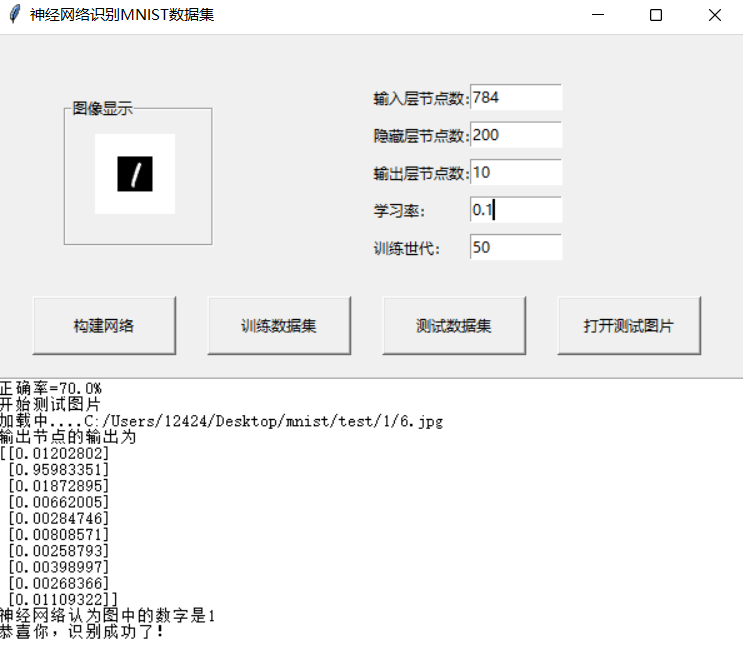 神经网络识别MNIST数据集
图像显示
输入层节点数:784
隐藏层节点数:200
输出层节点数:10
学习率: 0.1
训练世代: 50
构建网络 训练数据集 测试数据集 打开测试图片
正确率=70.0%
开始测试图片
加载中....C:/Users/12424/Desktop/mnist/test/1/6.jpg
输出节点的输出为
[[0.01202802]
[0.95983351]
[0.01872895]
[0.00662005]
[0.00284746]
[0.00808571]
[0.00258793]
[0.00398997]
[0.00268366]
[0.01109322]]
神经网络认为图中的数字是1
恭喜你，识别成功了!